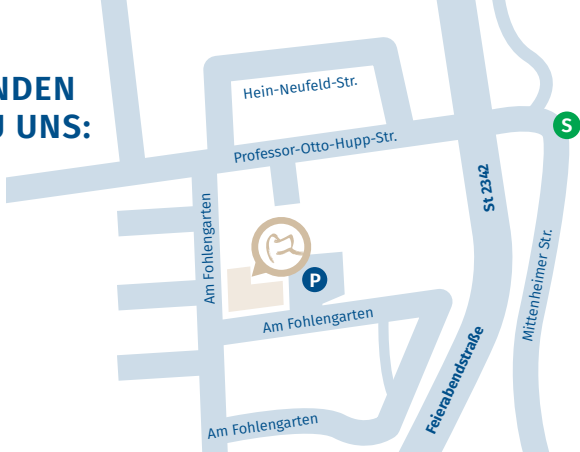 NDEN
U UNS:
Hein-Neufeld-Str.
Professor-Otto-Hupp-Str.
S
St 2342
Am Fohlengarten
Mittenheimer Str.
P
Am Fohlengarten
Feierabendstraße
Am Fohlengarten